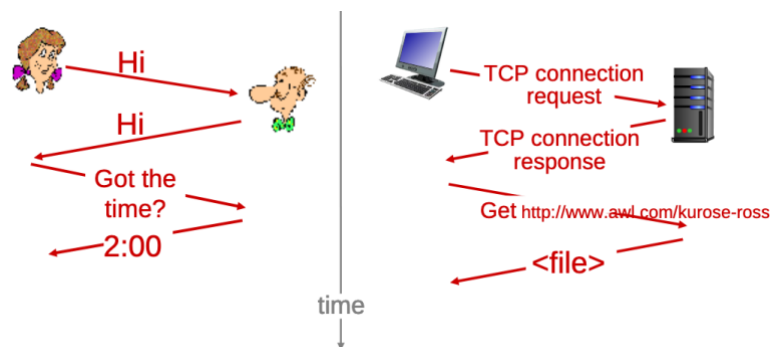 Hi
Hi
Got the
time?
2:00
time
TCP connection
request
TCP connection
response
Get http://www.awl.com/kurose-ross
<file>